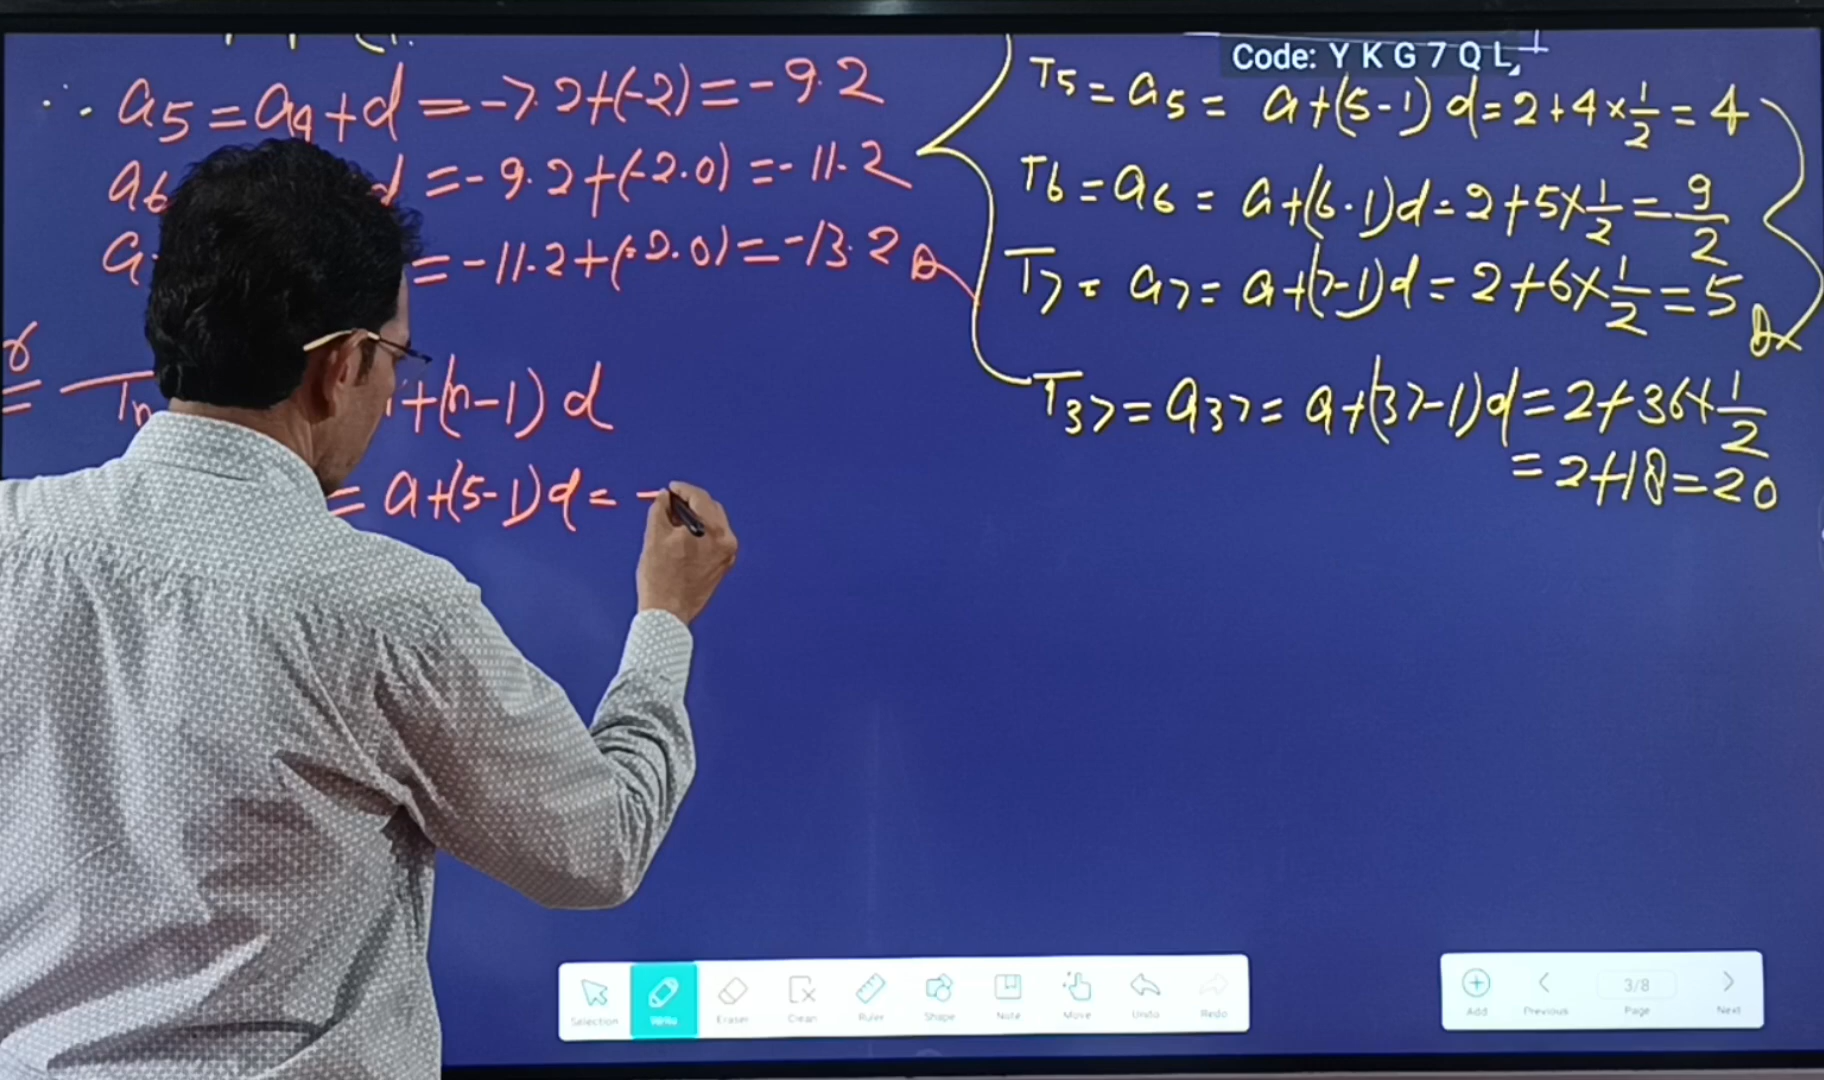 ∴ a5 = a4+d = -7.2+(-2) = -9.2
a6 d = -9.2+(-2.0) = -11.2
a = -11.2+(-2.0) = -13.2
Tn +(n-1) d
= a+(5-1)d = -
Code: Y K G 7 Q L
T5 = a5 = a+(5-1) d = 2+4×1/2 = 4
T6 = a6 = a+(6-1)d = 2+5×1/2 = 9/2
T7 = a7 = a+(7-1)d = 2+6×1/2 = 5
T37 = a37 = a+(37-1)d = 2+36×1/2
= 2+18 = 20
Selection Write Eraser Clean Ruler Shape Note Move Undo Redo
Add Previous 3/8 Page Next